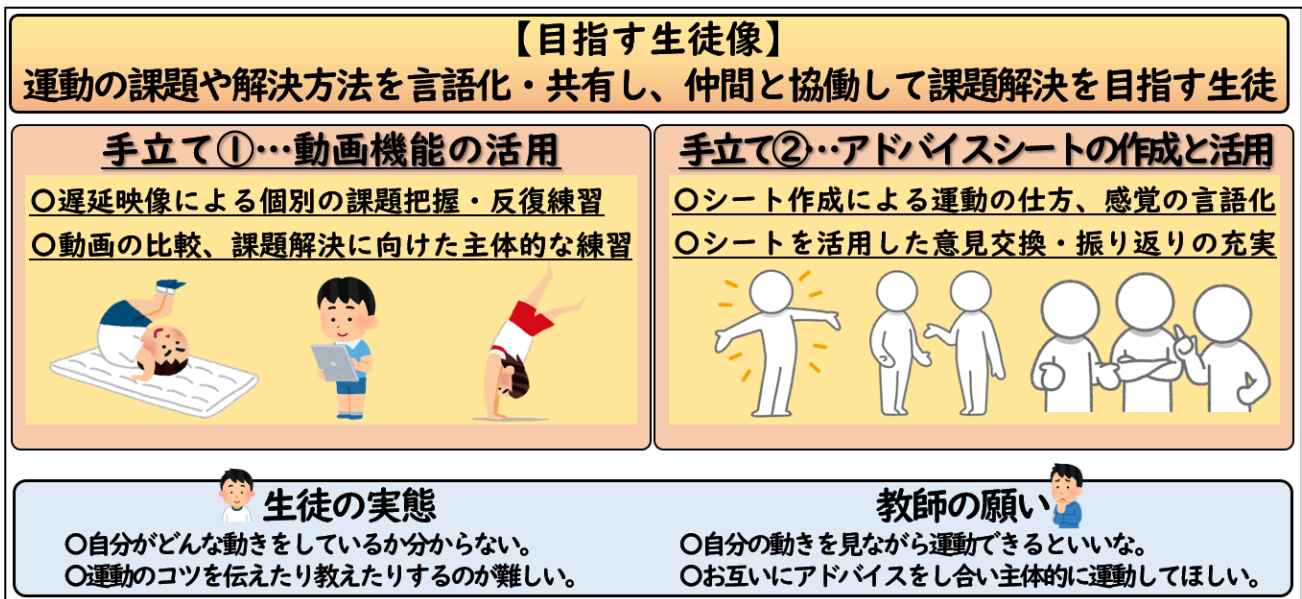 【目指す生徒像】
運動の課題や解決方法を言語化・共有し、仲間と協働して課題解決を目指す生徒
手立て①…動画機能の活用
〇遅延映像による個別の課題把握・反復練習
〇動画の比較、課題解決に向けた主体的な練習
手立て②…アドバイスシートの作成と活用
〇シート作成による運動の仕方、感覚の言語化
〇シートを活用した意見交換・振り返りの充実
生徒の実態
〇自分がどんな動きをしているか分からない。
〇運動のコツを伝えたり教えたりするのが難しい。
教師の願い
〇自分の動きを見ながら運動できるといいな。
〇お互いにアドバイスをし合い主体的に運動してほしい。